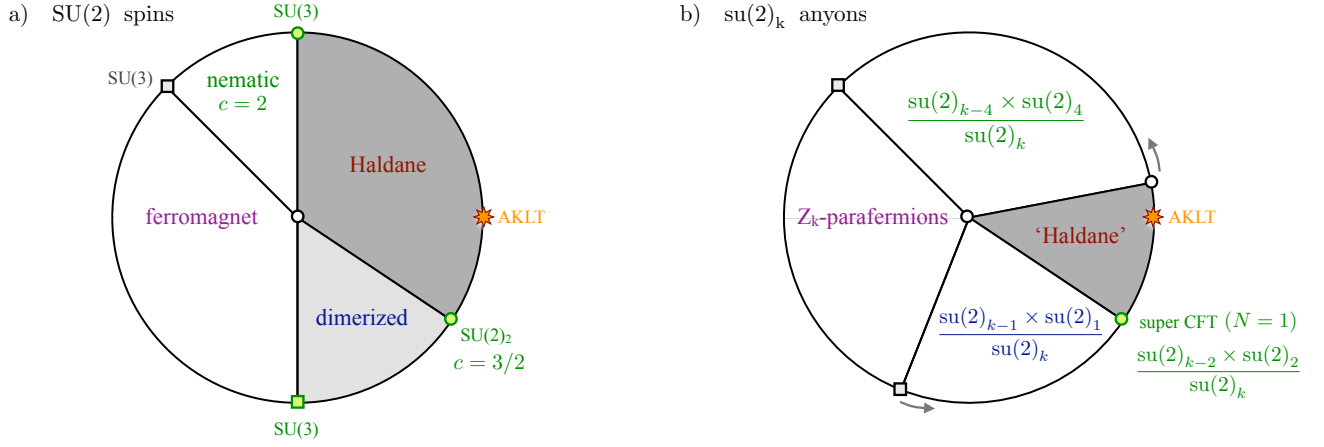 a) SU(2) spins
SU(3)
SU(3)
nematic
c = 2
Haldane
ferromagnet
AKLT
dimerized
SU(2)₂
c = 3/2
SU(3)
b) su(2)ₖ anyons
su(2)ₖ₋₄ × su(2)₄
su(2)ₖ
Zₖ-parafermions
'Haldane'
AKLT
su(2)ₖ₋₁ × su(2)₁
su(2)ₖ
super CFT (N = 1)
su(2)ₖ₋₂ × su(2)₂
su(2)ₖ